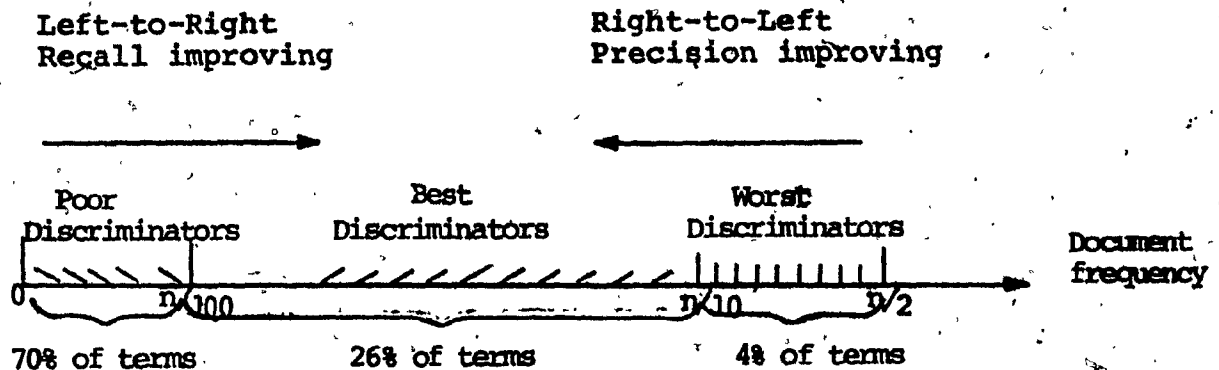 Left-to-Right
Recall improving
Right-to-Left
Precision improving
Poor
Discriminators
Best
Discriminators
Worst
Discriminators
Document
frequency
0
n/100
n/10
n/2
70% of terms
26% of terms
4% of terms